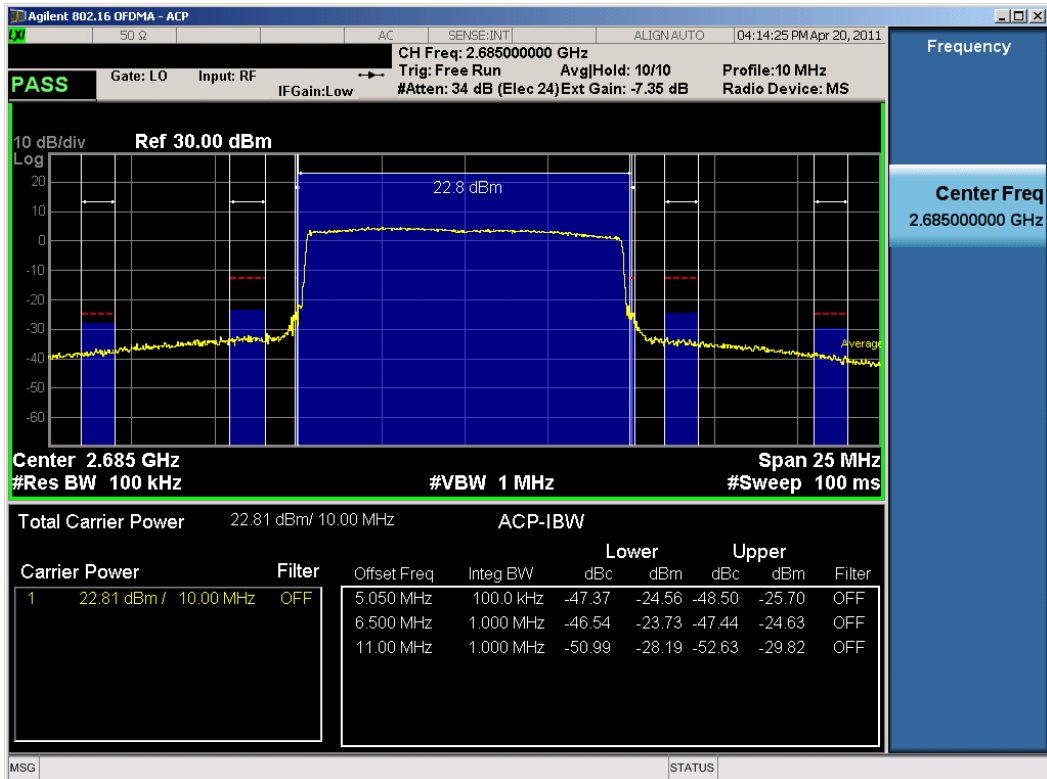 Agilent 802.16 OFDMA - ACP
LXI 50 Ω AC SENSE:INT ALIGN AUTO 04:14:25 PM Apr 20, 2011
CH Freq: 2.685000000 GHz
Trig: Free Run Avg|Hold: 10/10 Profile:10 MHz
PASS Gate: LO Input: RF IFGain:Low #Atten: 34 dB (Elec 24) Ext Gain: -7.35 dB Radio Device: MS
Frequency
Center Freq
2.685000000 GHz
10 dB/div Ref 30.00 dBm
Log
20
10
0
-10
-20
-30
-40
-50
-60
22.8 dBm
Average
Center 2.685 GHz Span 25 MHz
#Res BW 100 kHz #VBW 1 MHz #Sweep 100 ms
Total Carrier Power 22.81 dBm/ 10.00 MHz ACP-IBW
Lower Upper
Carrier Power Filter
Offset Freq Integ BW dBc dBm dBc dBm Filter
1 22.81 dBm / 10.00 MHz OFF
5.050 MHz 100.0 kHz -47.37 -24.56 -48.50 -25.70 OFF
6.500 MHz 1.000 MHz -46.54 -23.73 -47.44 -24.63 OFF
11.00 MHz 1.000 MHz -50.99 -28.19 -52.63 -29.82 OFF
MSG STATUS